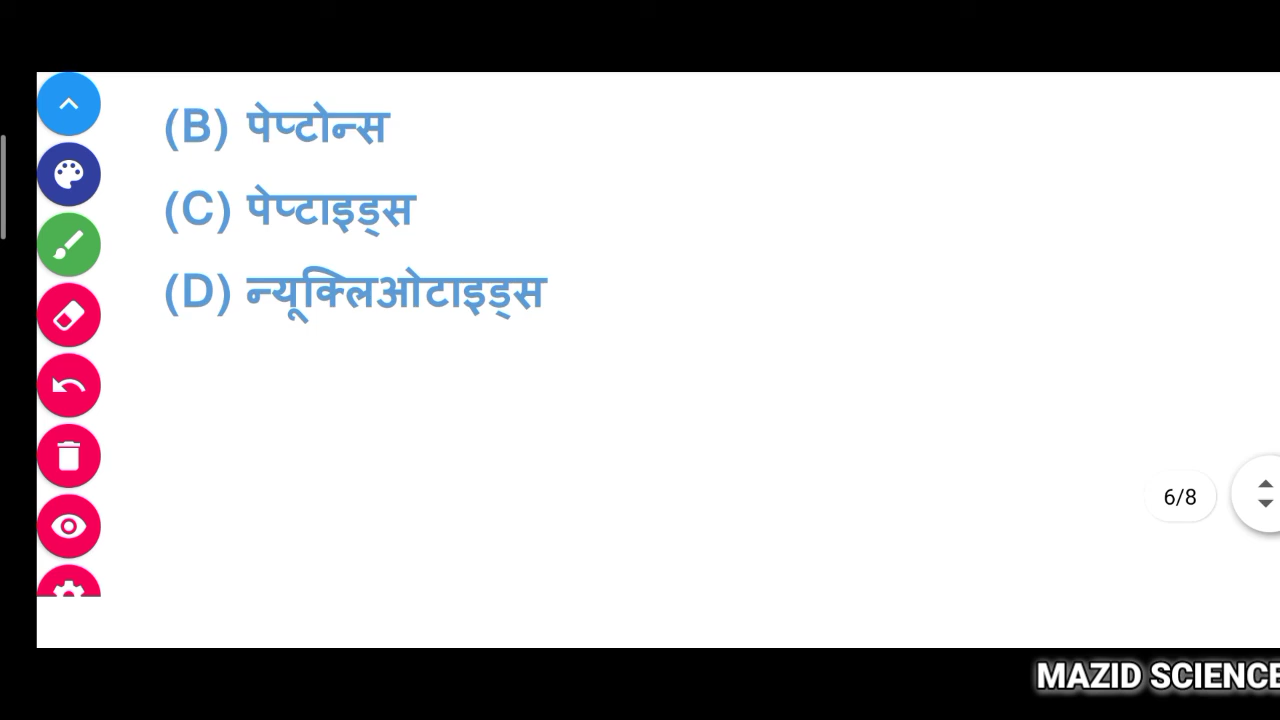 (B) पेप्टोन्स
(C) पेप्टाइड्स
(D) न्यूक्लिओटाइड्स
6/8
MAZID SCIENCE